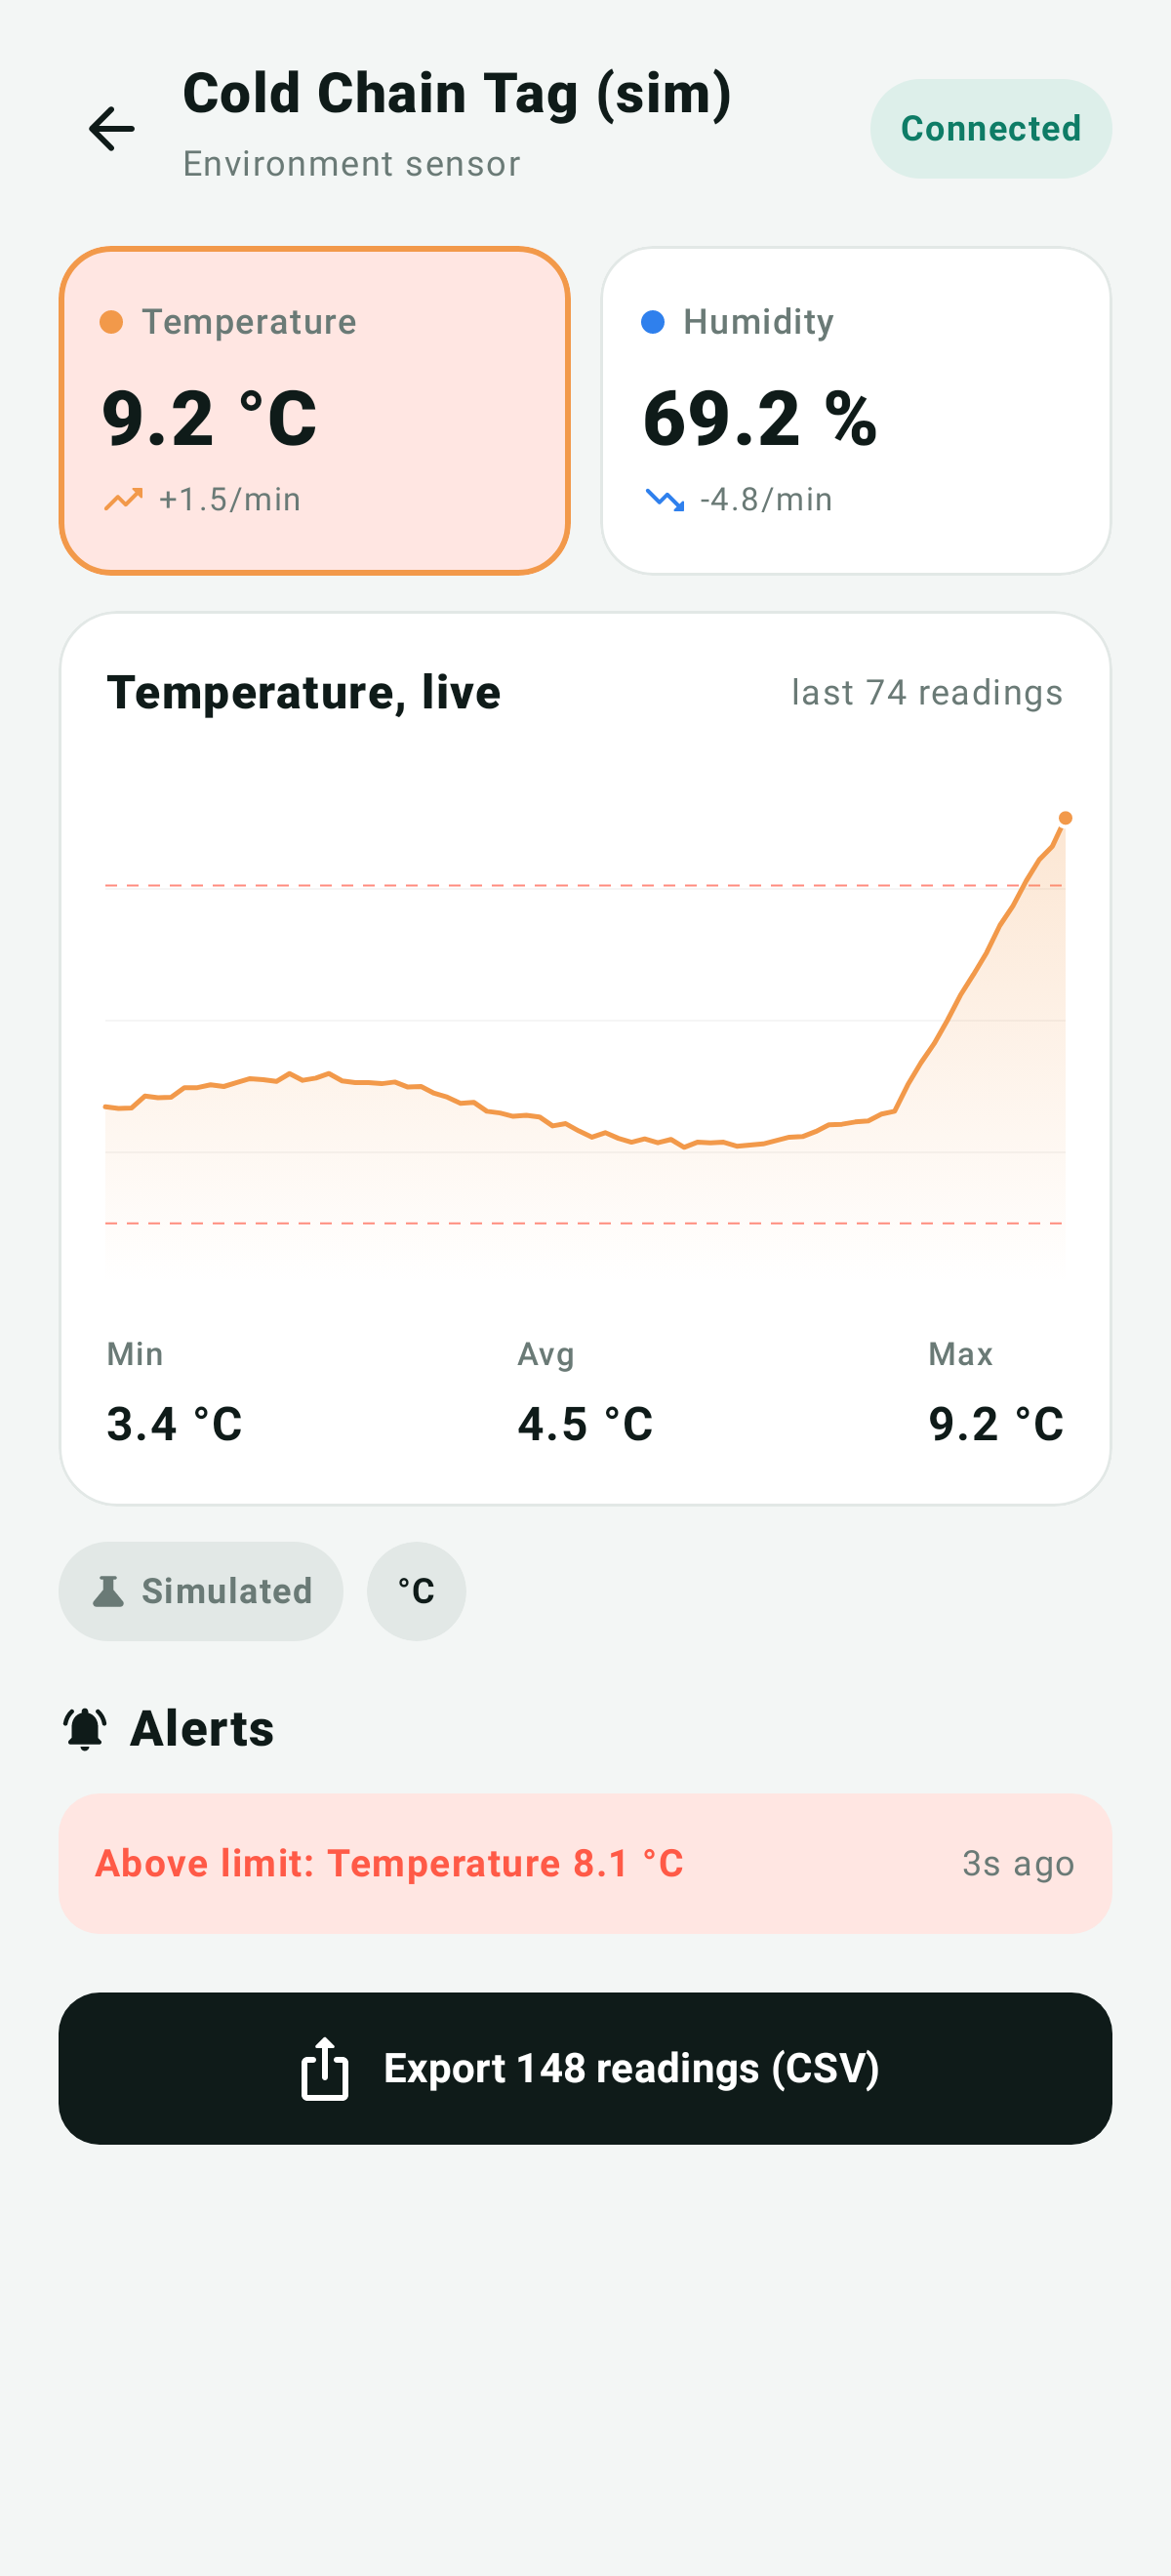 Cold Chain Tag (sim)
Environment sensor
Connected
Temperature
9.2 °C
+1.5/min
Humidity
69.2 %
-4.8/min
Temperature, live
last 74 readings
Min
3.4 °C
Avg
4.5 °C
Max
9.2 °C
Simulated
°C
Alerts
Above limit: Temperature 8.1 °C
3s ago
Export 148 readings (CSV)